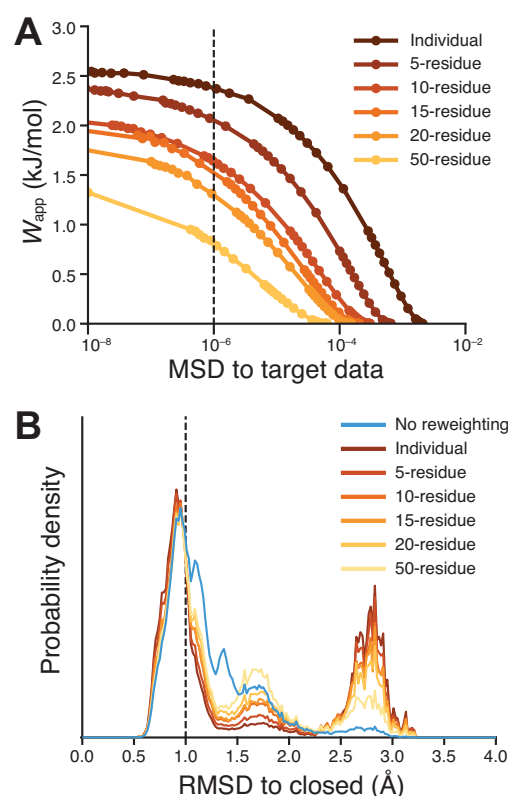 A
3.0
2.5
2.0
1.5
1.0
0.5
0.0
Wapp (kJ/mol)
Individual
5-residue
10-residue
15-residue
20-residue
50-residue
10⁻⁸
10⁻⁶
10⁻⁴
10⁻²
MSD to target data
B
Probability density
No reweighting
Individual
5-residue
10-residue
15-residue
20-residue
50-residue
0.0 0.5 1.0 1.5 2.0 2.5 3.0 3.5 4.0
RMSD to closed (Å)